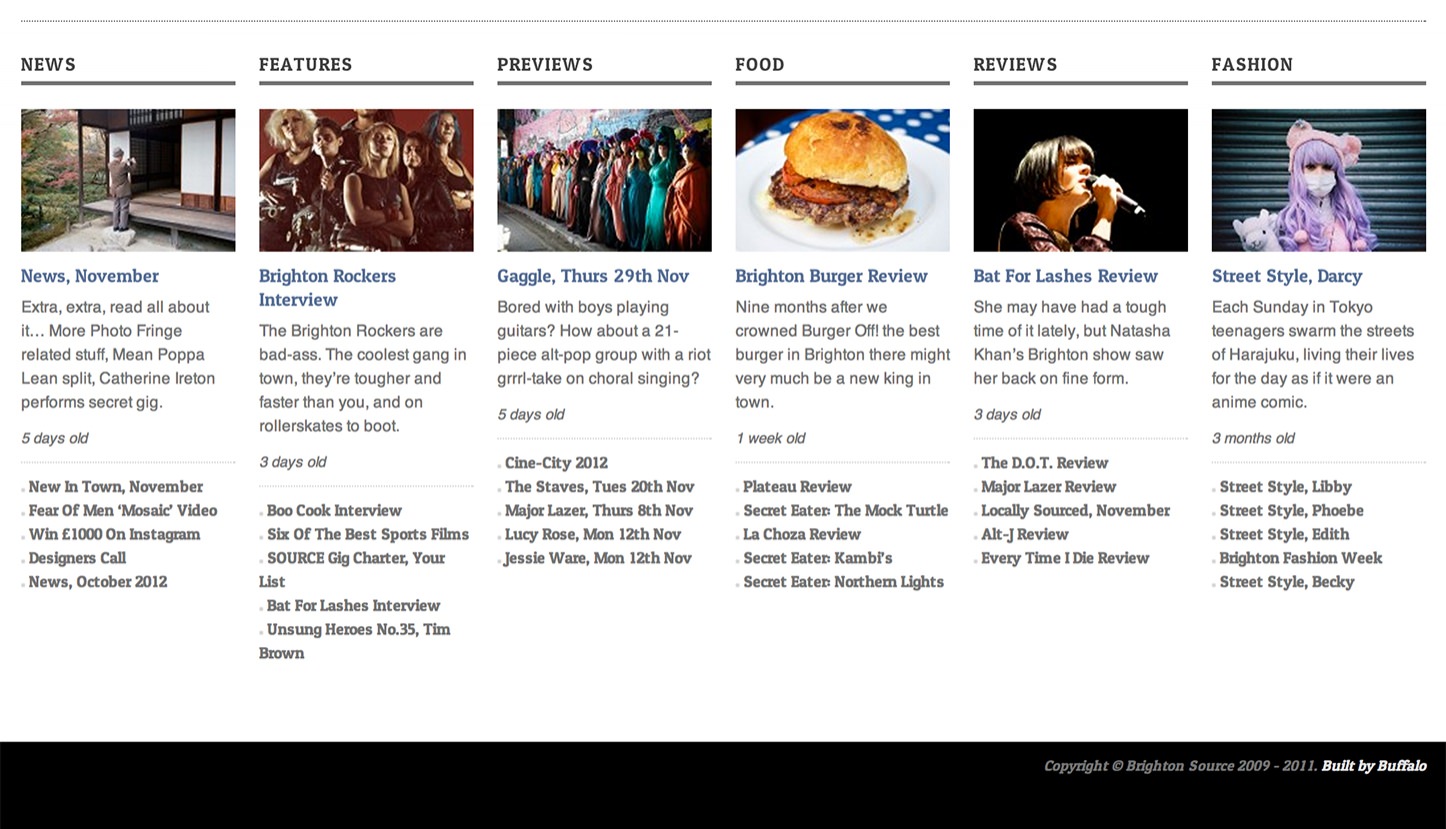 NEWS
News, November
Extra, extra, read all about
it… More Photo Fringe
related stuff, Mean Poppa
Lean split, Catherine Ireton
performs secret gig.
5 days old
New In Town, November
Fear Of Men ‘Mosaic’ Video
Win £1000 On Instagram
Designers Call
News, October 2012
FEATURES
Brighton Rockers
Interview
The Brighton Rockers are
bad-ass. The coolest gang in
town, they’re tougher and
faster than you, and on
rollerskates to boot.
3 days old
Boo Cook Interview
Six Of The Best Sports Films
SOURCE Gig Charter, Your
List
Bat For Lashes Interview
Unsung Heroes No.35, Tim
Brown
PREVIEWS
Gaggle, Thurs 29th Nov
Bored with boys playing
guitars? How about a 21-
piece alt-pop group with a riot
grrrl-take on choral singing?
5 days old
Cine-City 2012
The Staves, Tues 20th Nov
Major Lazer, Thurs 8th Nov
Lucy Rose, Mon 12th Nov
Jessie Ware, Mon 12th Nov
FOOD
Brighton Burger Review
Nine months after we
crowned Burger Off! the best
burger in Brighton there might
very much be a new king in
town.
1 week old
Plateau Review
Secret Eater: The Mock Turtle
La Choza Review
Secret Eater: Kambi’s
Secret Eater: Northern Lights
REVIEWS
Bat For Lashes Review
She may have had a tough
time of it lately, but Natasha
Khan’s Brighton show saw
her back on fine form.
3 days old
The D.O.T. Review
Major Lazer Review
Locally Sourced, November
Alt-J Review
Every Time I Die Review
FASHION
Street Style, Darcy
Each Sunday in Tokyo
teenagers swarm the streets
of Harajuku, living their lives
for the day as if it were an
anime comic.
3 months old
Street Style, Libby
Street Style, Phoebe
Street Style, Edith
Brighton Fashion Week
Street Style, Becky
Copyright © Brighton Source 2009 - 2011. Built by Buffalo